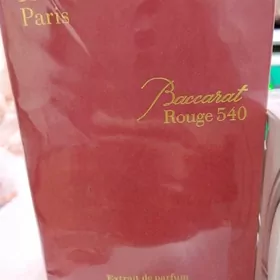 Paris
Baccarat
Rouge 540
Extrait de parfum